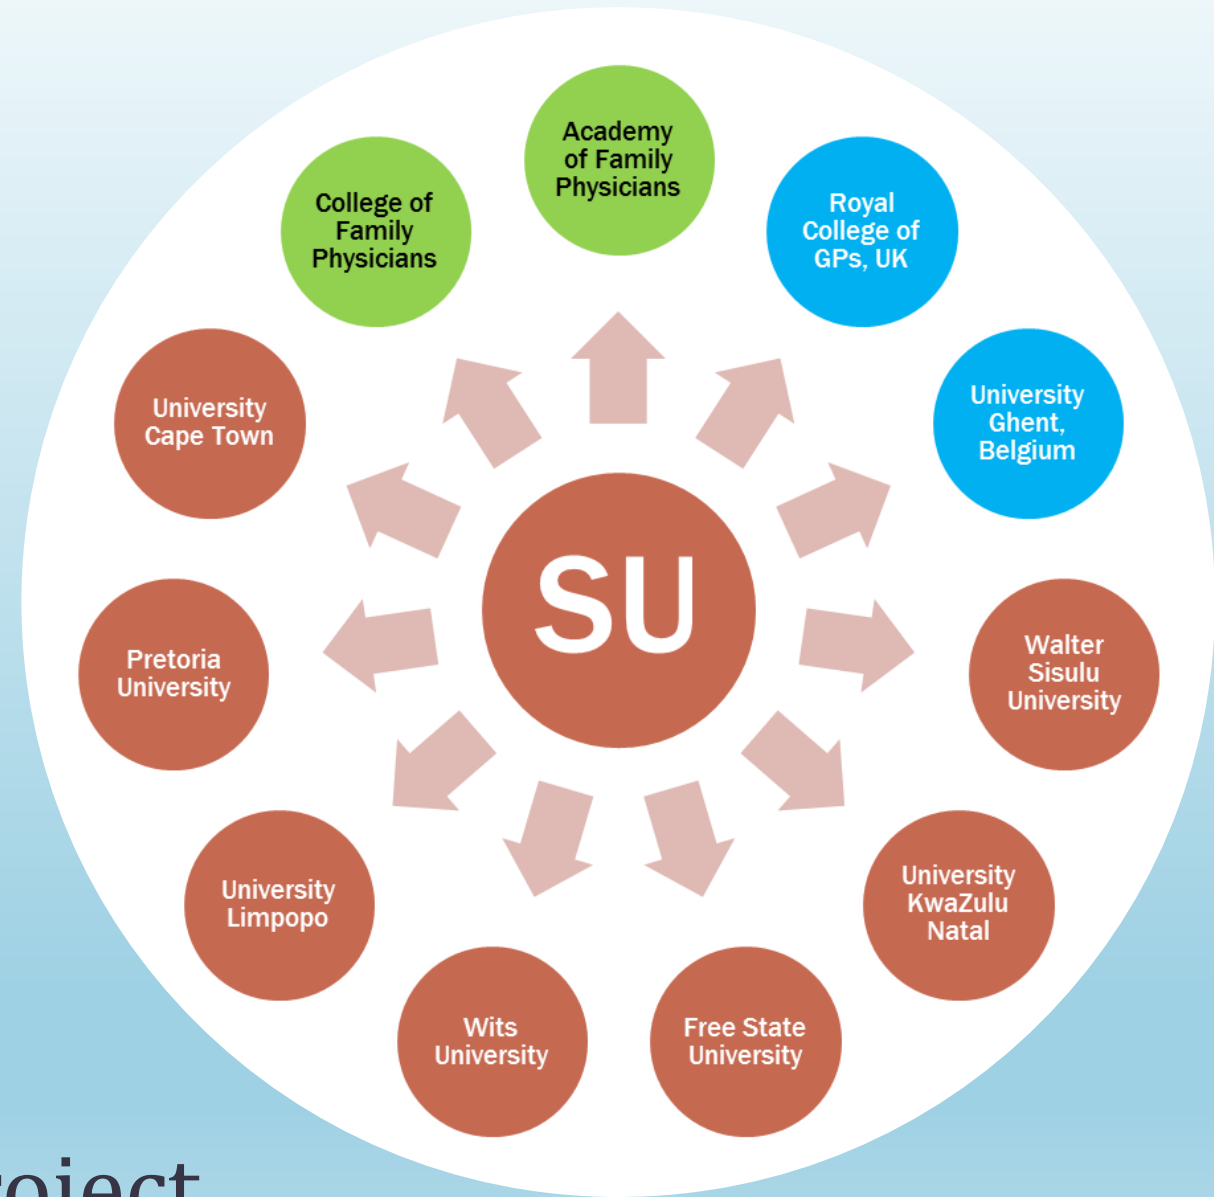 Academy
of Family
Physicians
Royal
College of
GPs, UK
University
Ghent,
Belgium
Walter
Sisulu
University
University
KwaZulu
Natal
Free State
University
Wits
University
University
Limpopo
Pretoria
University
University
Cape Town
College of
Family
Physicians
SU